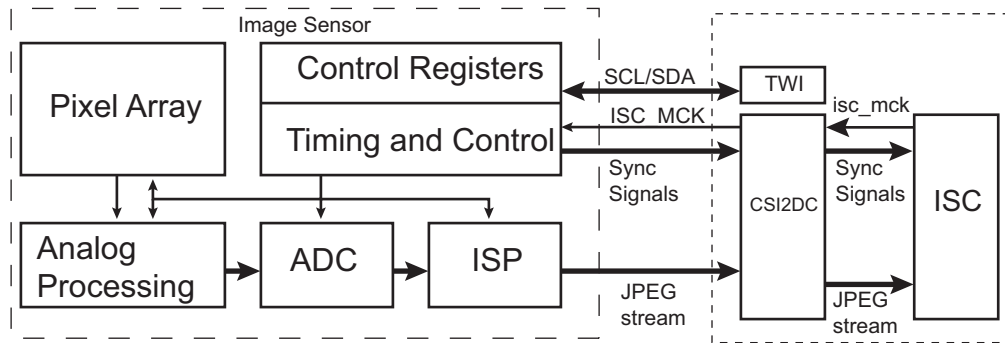 Image Sensor
Pixel Array
Control Registers
Timing and Control
SCL/SDA
TWI
ISC_MCK
isc_mck
Sync
Signals
CSI2DC
Sync
Signals
ISC
Analog
Processing
ADC
ISP
JPEG
stream
JPEG
stream